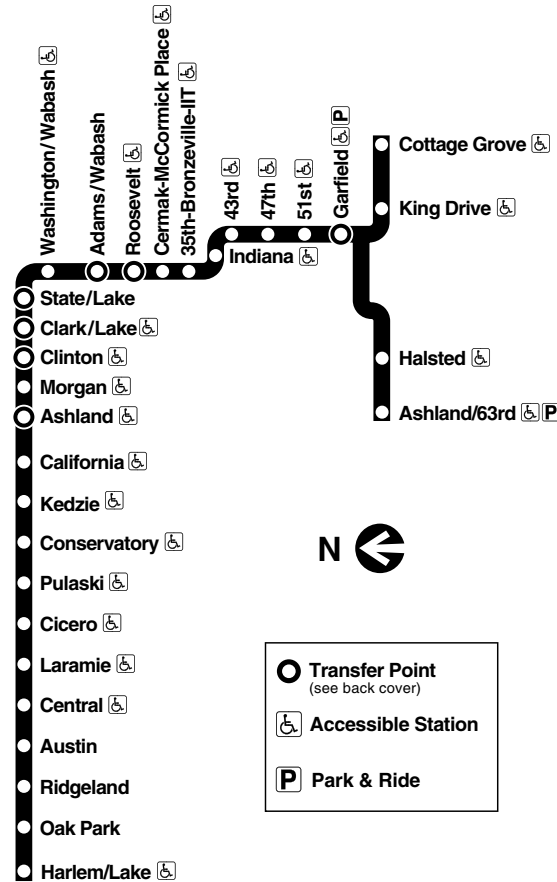 Washington/Wabash
Adams/Wabash
Roosevelt
Cermak-McCormick Place
35th-Bronzeville-IIT
43rd
47th
51st
Garfield P
Cottage Grove
King Drive
Indiana
State/Lake
Clark/Lake
Clinton
Morgan
Ashland
Halsted
Ashland/63rd P
California
Kedzie
Conservatory
Pulaski
Cicero
Laramie
Central
Austin
Ridgeland
Oak Park
Harlem/Lake
N
Transfer Point
(see back cover)
Accessible Station
P Park & Ride